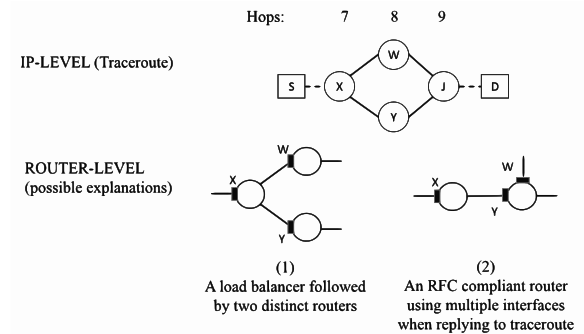 Hops: 7 8 9
W
IP-LEVEL (Traceroute)
S X J D
Y
ROUTER-LEVEL
(possible explanations)
X W Y
X W Y
(1)
A load balancer followed
by two distinct routers
(2)
An RFC compliant router
using multiple interfaces
when replying to traceroute